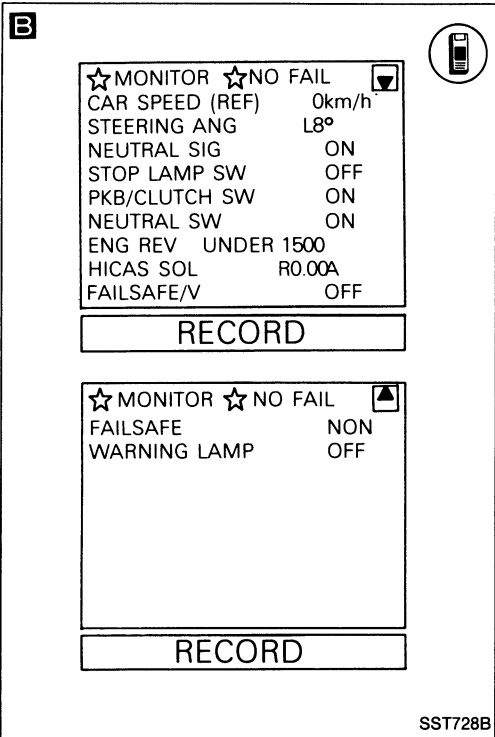 B
☆MONITOR ☆NO FAIL
CAR SPEED (REF) 0km/h
STEERING ANG L8º
NEUTRAL SIG ON
STOP LAMP SW OFF
PKB/CLUTCH SW ON
NEUTRAL SW ON
ENG REV UNDER 1500
HICAS SOL R0.00A
FAILSAFE/V OFF
RECORD
☆MONITOR ☆NO FAIL
FAILSAFE NON
WARNING LAMP OFF
RECORD
SST728B